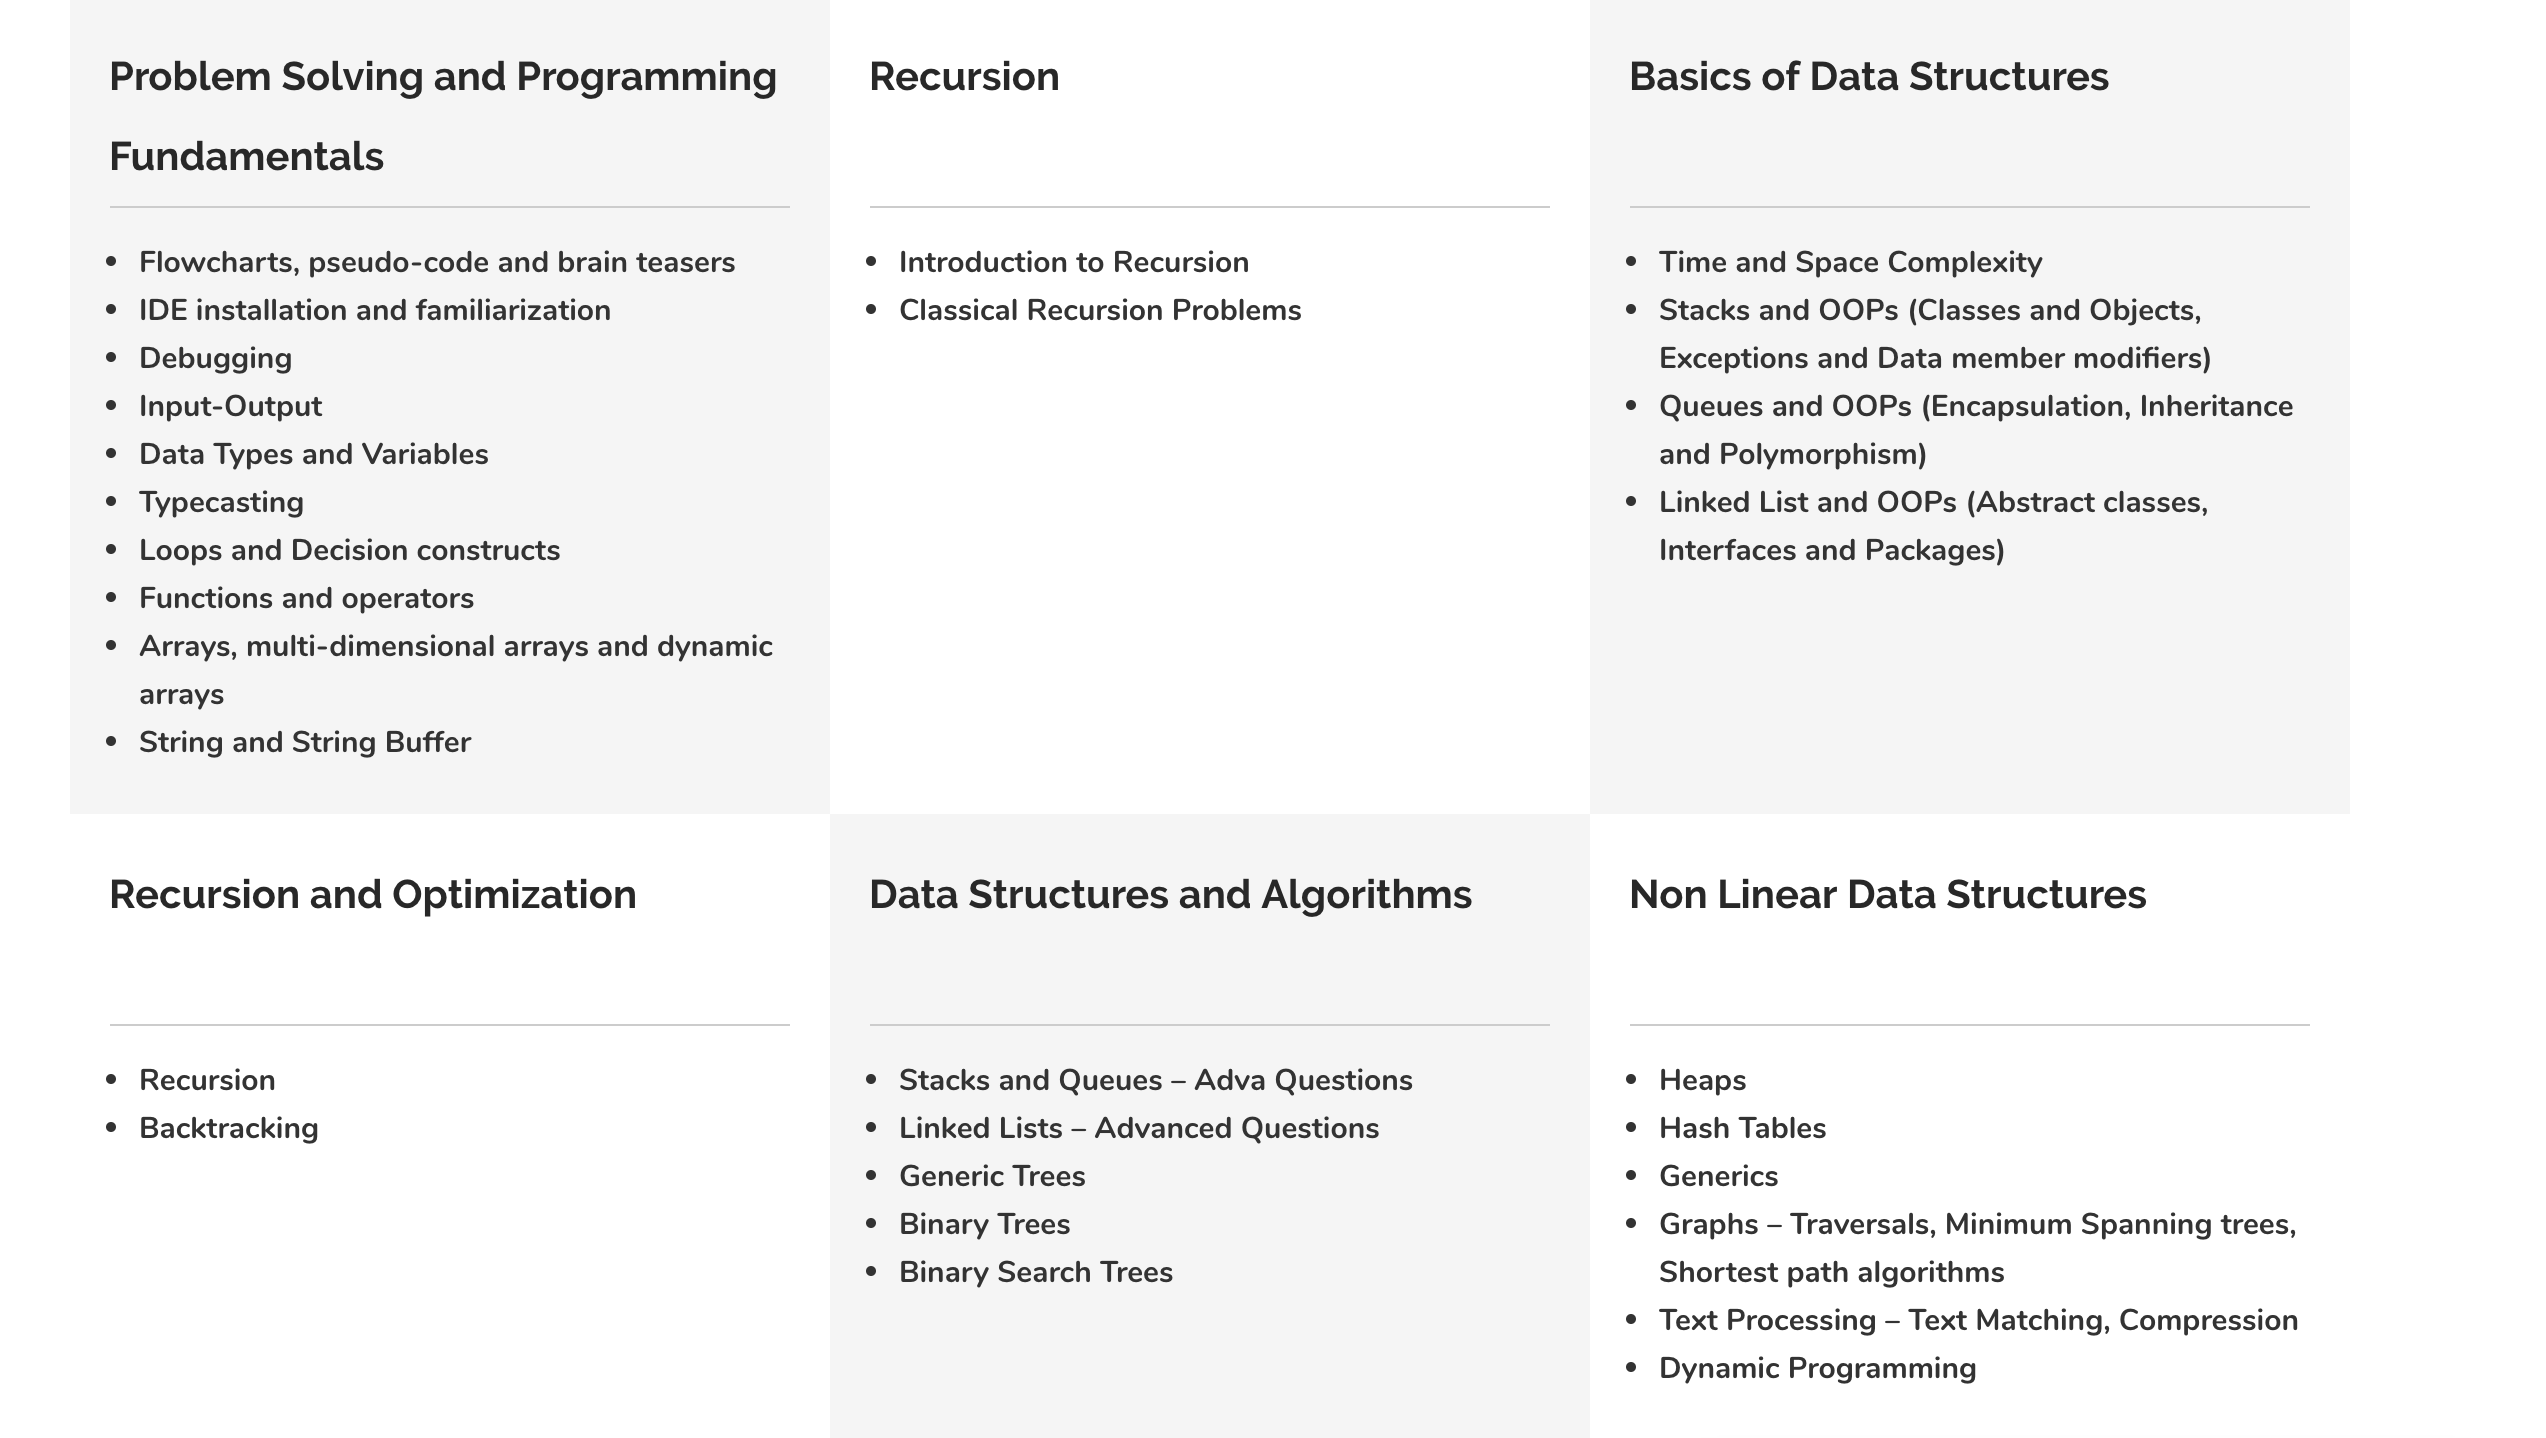 Problem Solving and Programming
Fundamentals
Flowcharts, pseudo-code and brain teasers
IDE installation and familiarization
Debugging
Input-Output
Data Types and Variables
Typecasting
Loops and Decision constructs
Functions and operators
Arrays, multi-dimensional arrays and dynamic
arrays
String and String Buffer
Recursion
Introduction to Recursion
Classical Recursion Problems
Basics of Data Structures
Time and Space Complexity
Stacks and OOPs (Classes and Objects,
Exceptions and Data member modifiers)
Queues and OOPs (Encapsulation, Inheritance
and Polymorphism)
Linked List and OOPs (Abstract classes,
Interfaces and Packages)
Recursion and Optimization
Recursion
Backtracking
Data Structures and Algorithms
Stacks and Queues – Adva Questions
Linked Lists – Advanced Questions
Generic Trees
Binary Trees
Binary Search Trees
Non Linear Data Structures
Heaps
Hash Tables
Generics
Graphs – Traversals, Minimum Spanning trees,
Shortest path algorithms
Text Processing – Text Matching, Compression
Dynamic Programming